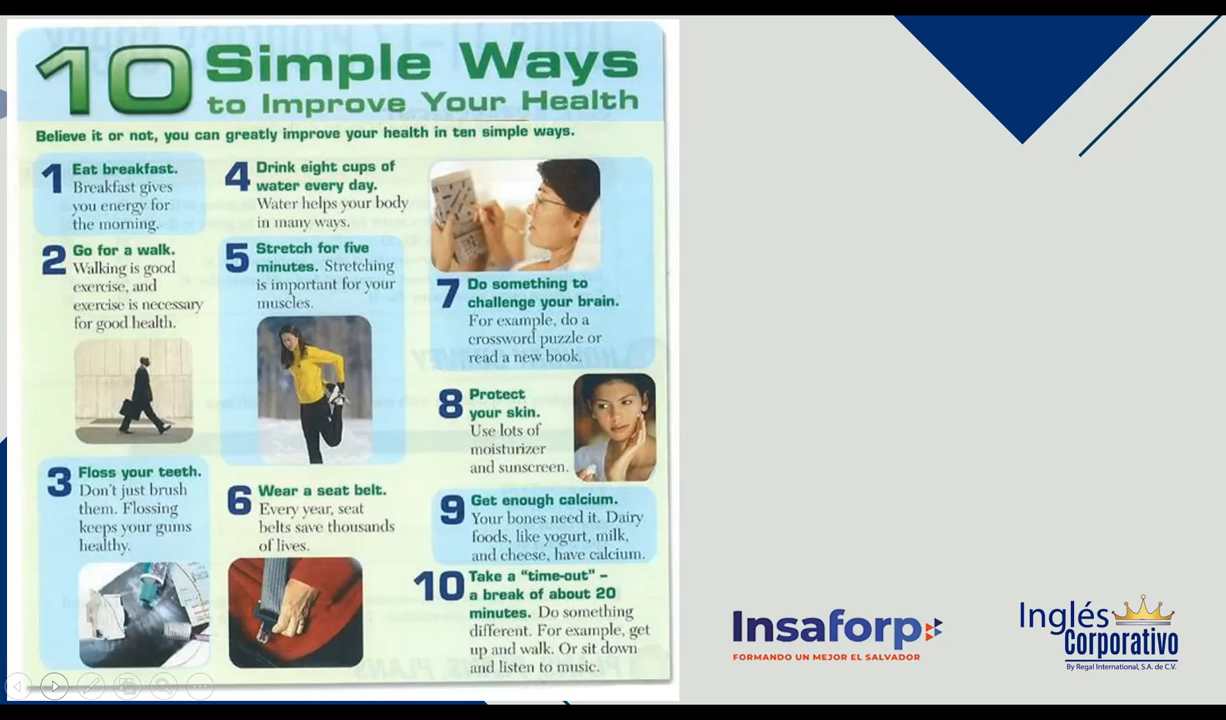 10 Simple Ways
to Improve Your Health
Believe it or not, you can greatly improve your health in ten simple ways.
1 Eat breakfast.
Breakfast gives
you energy for
the morning.
2 Go for a walk.
Walking is good
exercise, and
exercise is necessary
for good health.
3 Floss your teeth.
Don't just brush
them. Flossing
keeps your gums
healthy.
4 Drink eight cups of
water every day.
Water helps your body
in many ways.
5 Stretch for five
minutes. Stretching
is important for your
muscles.
6 Wear a seat belt.
Every year, seat
belts save thousands
of lives.
7 Do something to
challenge your brain.
For example, do a
crossword puzzle or
read a new book.
8 Protect
your skin.
Use lots of
moisturizer
and sunscreen.
9 Get enough calcium.
Your bones need it. Dairy
foods, like yogurt, milk,
and cheese, have calcium.
10 Take a "time-out" –
a break of about 20
minutes. Do something
different. For example, get
up and walk. Or sit down
and listen to music.
Insaforp
FORMANDO UN MEJOR EL SALVADOR
Inglés
Corporativo
By Regal International, S.A. de C.V.